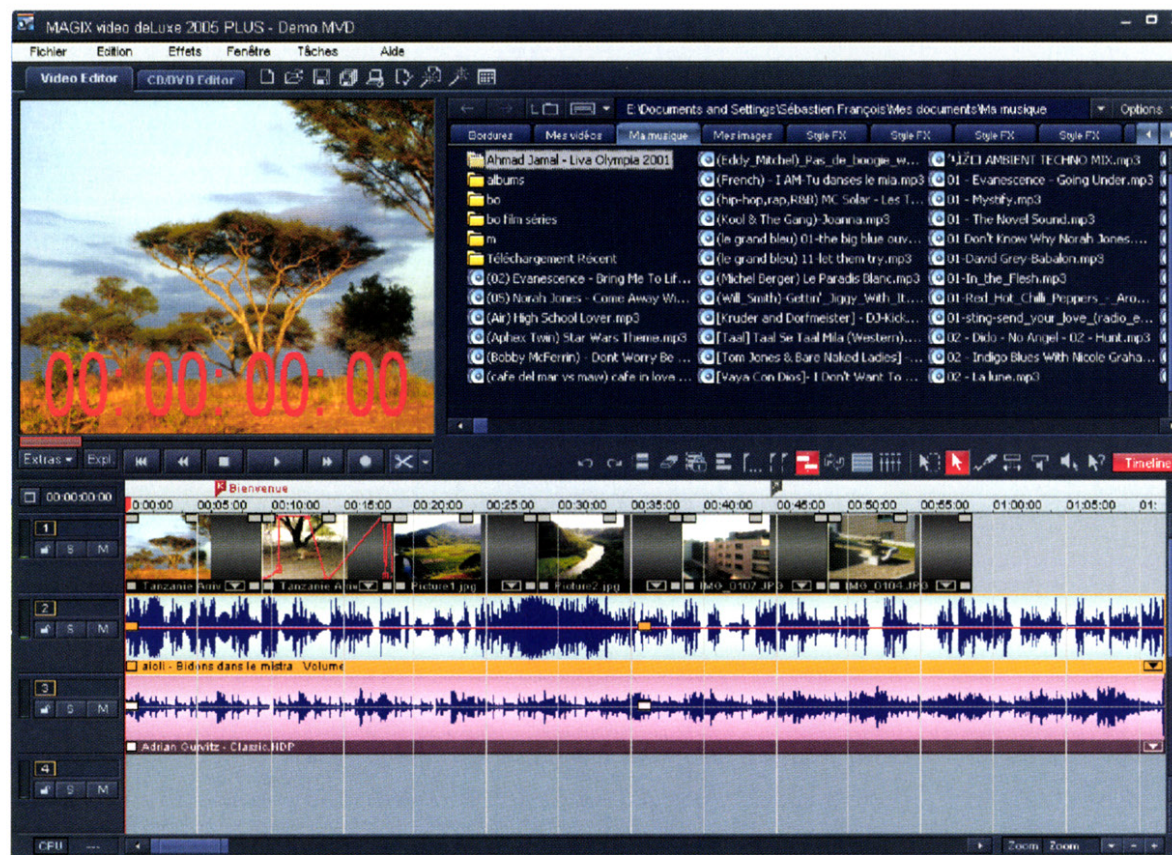 MAGIX video deLuxe 2005 PLUS - Demo.MVD
Fichier Edition Effets Fenêtre Tâches Aide
Video Editor CD/DVD Editor
E:\Documents and Settings\Sébastien François\Mes documents\Ma musique Options
Bordures Mes vidéos Ma musique Mes images Style FX Style FX Style FX Style FX
Ahmad Jamal - Liva Olympia 2001
albums
bo
bo film séries
m
Téléchargement Récent
(02) Evanescence - Bring Me To Lif...
(05) Norah Jones - Come Away Wi...
(Air) High School Lover.mp3
(Aphex Twin) Star Wars Theme.mp3
(Bobby McFerrin) - Dont Worry Be ...
(cafe del mar vs maw) cafe in love ...
(Eddy_Mitchel)_Pas_de_boogie_w...
(French) - I AM-Tu danses le mia.mp3
(hip-hop,rap,R&B) MC Solar - Les T...
(Kool & The Gang)-Joanna.mp3
(le grand bleu) 01-the big blue ouv...
(le grand bleu) 11-let them try.mp3
(Michel Berger) Le Paradis Blanc.mp3
(Will_Smith)-Gettin'_Jiggy_With_It....
[Kruder and Dorfmeister] - DJ-Kick...
[Taal] Taal Se Taal Mila (Western)....
[Tom Jones & Bare Naked Ladies] -...
[Vaya Con Dios]- I Don't Want To ...
AMBIENT TECHNO MIX.mp3
01 - Evanescence - Going Under.mp3
01 - Mystify.mp3
01 - The Novel Sound.mp3
01 Don't Know Why Norah Jones....
01-David Grey-Babalon.mp3
01-In_the_Flesh.mp3
01-Red_Hot_Chilli_Peppers_-_Aro...
01-sting-send_your_love_(radio_e...
02 - Dido - No Angel - 02 - Hunt.mp3
02 - Indigo Blues With Nicole Graha...
02 - La lune.mp3
00: 00: 00: 00
Extras Expl. Timeline
Bienvenue
00:00:00:00 0:00:00 00:05:00 00:10:00 00:15:00 00:20:00 00:25:00 00:30:00 00:35:00 00:40:00 00:45:00 00:50:00 00:55:00 01:00:00 01:05:00 01:
1
S M
Tanzanie Tanzanie Picture1.jpg Picture2.jpg IMG_0107.JPG IMG_0104.JPG
2
S M
aioli - Bidons dans le mistra Volume
3
S M
Adrian Gurvitz - Classic.HDP
4
S M
CPU --- Zoom Zoom